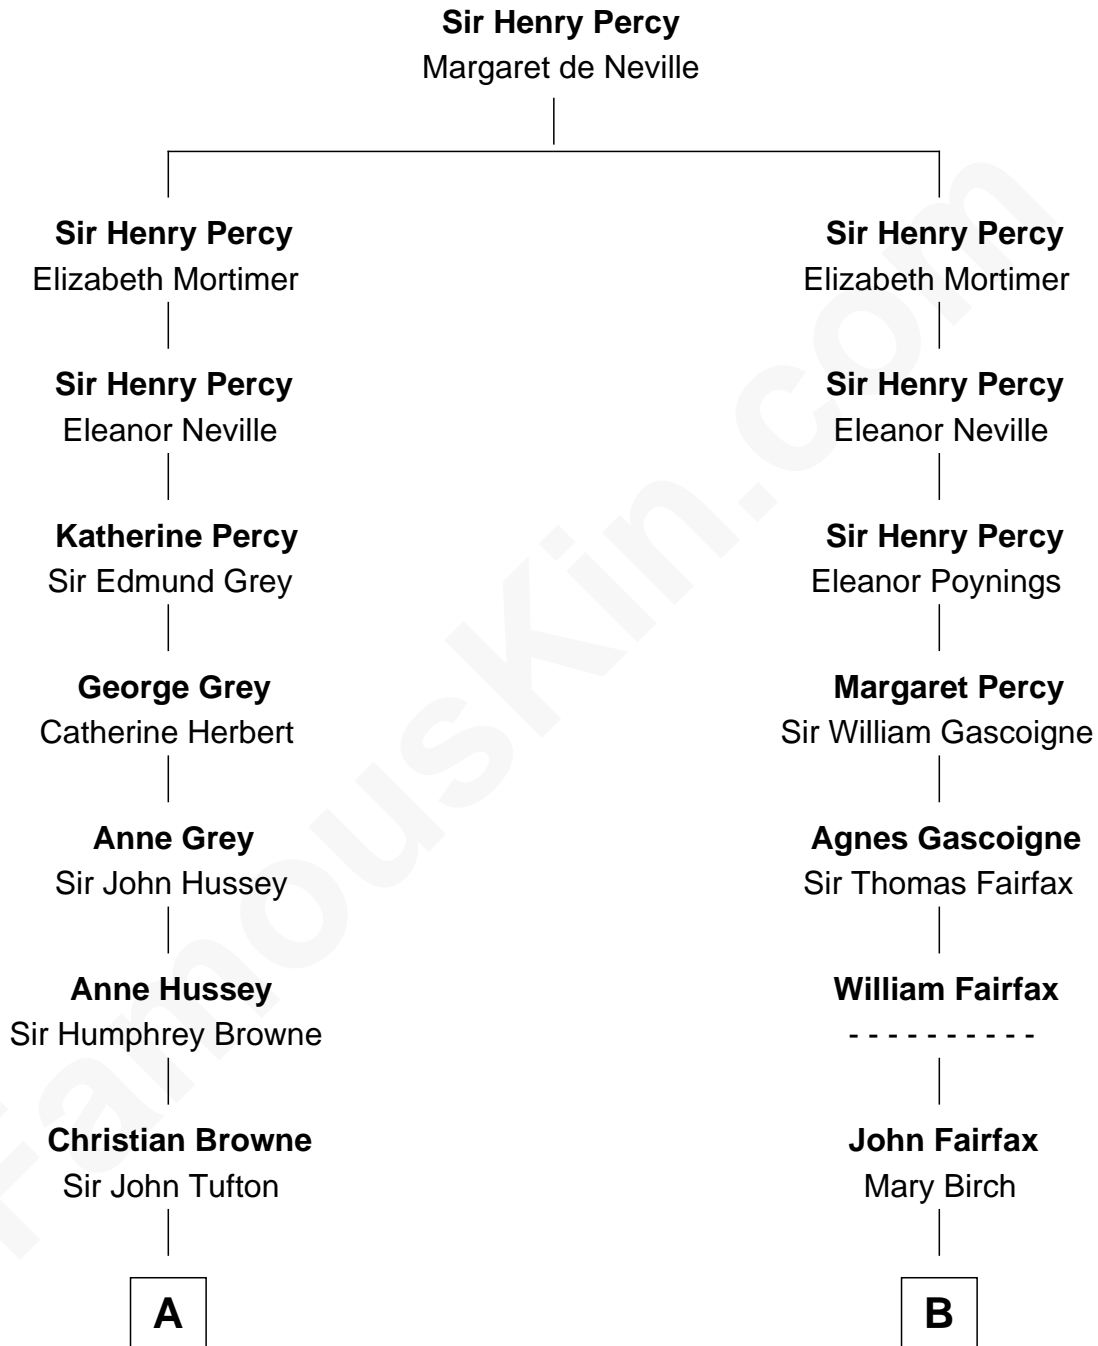 Sir Henry Percy
Margaret de Neville
Sir Henry Percy
Elizabeth Mortimer
Sir Henry Percy
Eleanor Neville
Katherine Percy
Sir Edmund Grey
George Grey
Catherine Herbert
Anne Grey
Sir John Hussey
Anne Hussey
Sir Humphrey Browne
Christian Browne
Sir John Tufton
A
Sir Henry Percy
Elizabeth Mortimer
Sir Henry Percy
Eleanor Neville
Sir Henry Percy
Eleanor Poynings
Margaret Percy
Sir William Gascoigne
Agnes Gascoigne
Sir Thomas Fairfax
William Fairfax
- - - - - - - - - -
John Fairfax
Mary Birch
B
FamousKin.com